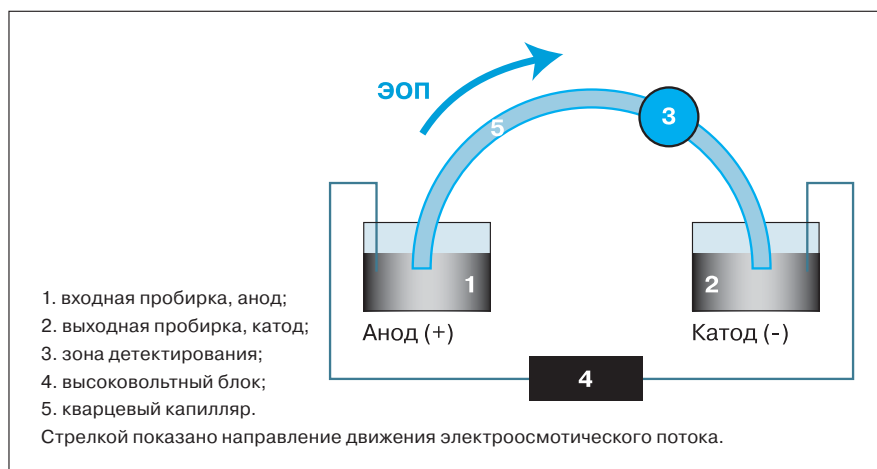 ЭОП
5
3
1
2
Анод (+)
Катод (-)
4
1. входная пробирка, анод;
2. выходная пробирка, катод;
3. зона детектирования;
4. высоковольтный блок;
5. кварцевый капилляр.
Стрелкой показано направление движения электроосмотического потока.